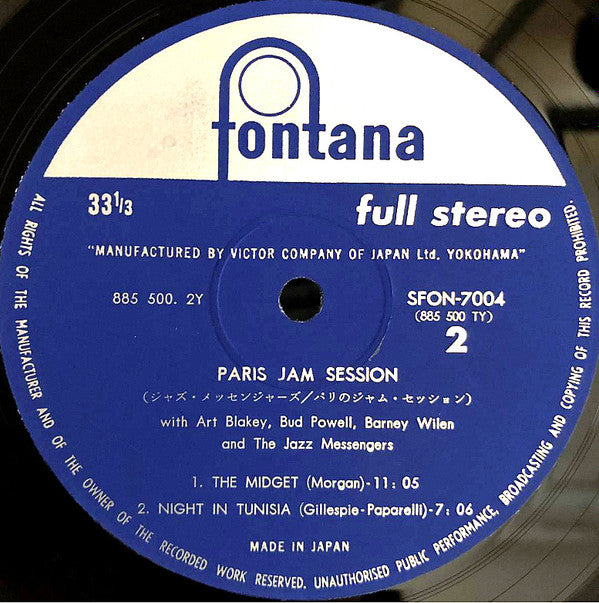 fontana
33 1/3
full stereo
"MANUFACTURED BY VICTOR COMPANY OF JAPAN Ltd. YOKOHAMA"
885 500. 2Y
SFON-7004
(885 500 TY)
2
PARIS JAM SESSION
(ジャズ・メッセンジャーズ/パリのジャム・セッション)
with Art Blakey, Bud Powell, Barney Wilen
and The Jazz Messengers
1. THE MIDGET (Morgan)-11: 05
2. NIGHT IN TUNISIA (Gillespie-Paparelli)-7: 06
MADE IN JAPAN
ALL RIGHTS OF THE MANUFACTURER AND OF THE OWNER OF THE RECORDED WORK RESERVED. UNAUTHORISED PUBLIC PERFORMANCE, BROADCASTING AND COPYING OF THIS RECORD PROHIBITED.